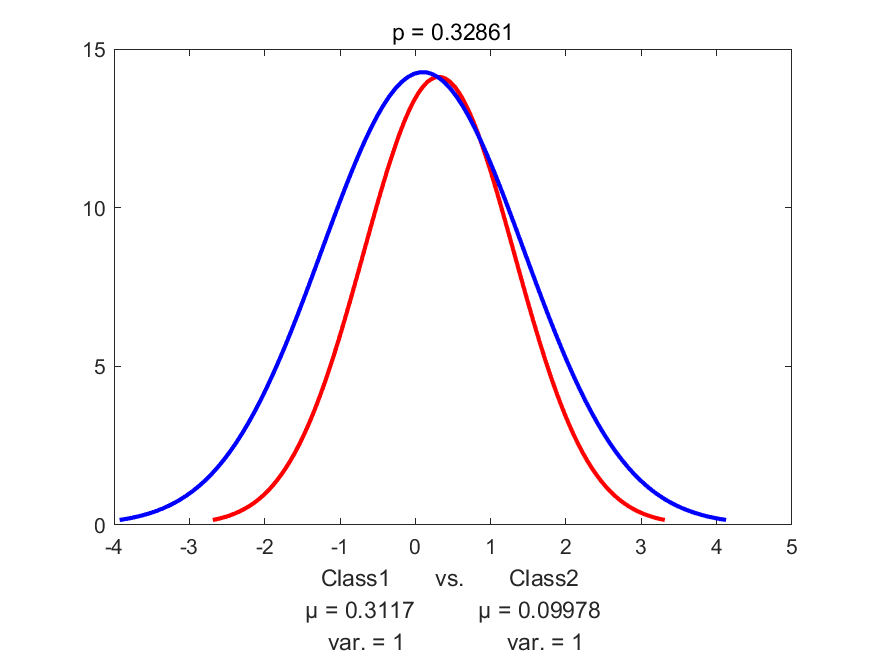 p = 0.32861
15
10
5
0
-4 -3 -2 -1 0 1 2 3 4 5
Class1 vs. Class2
μ = 0.3117 μ = 0.09978
var. = 1 var. = 1